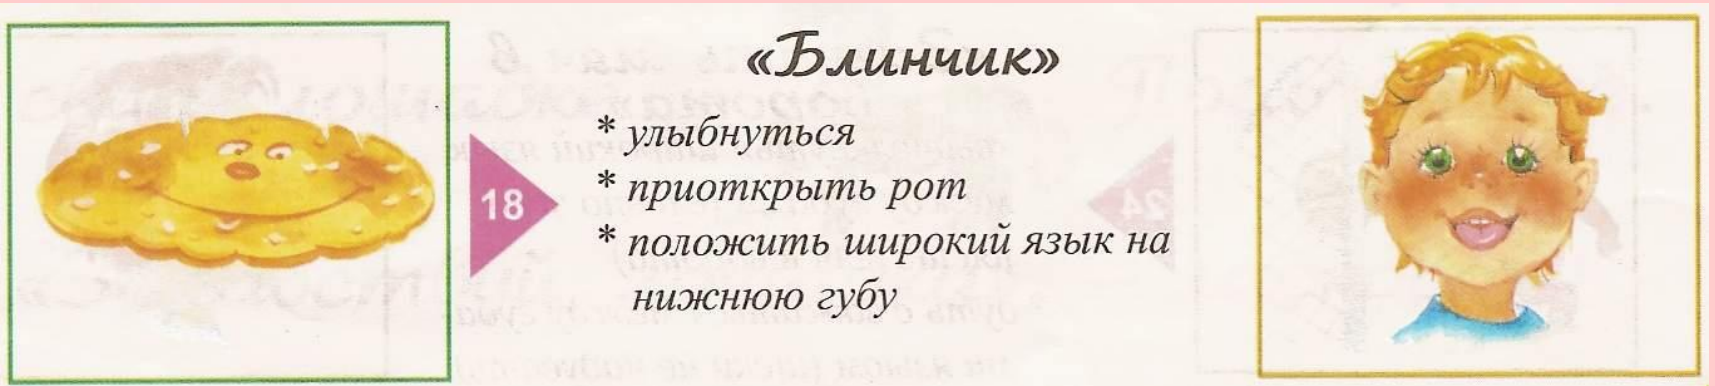 «Блинчик»
* улыбнуться
* приоткрыть рот
18
* положить широкий язык на
нижнюю губу